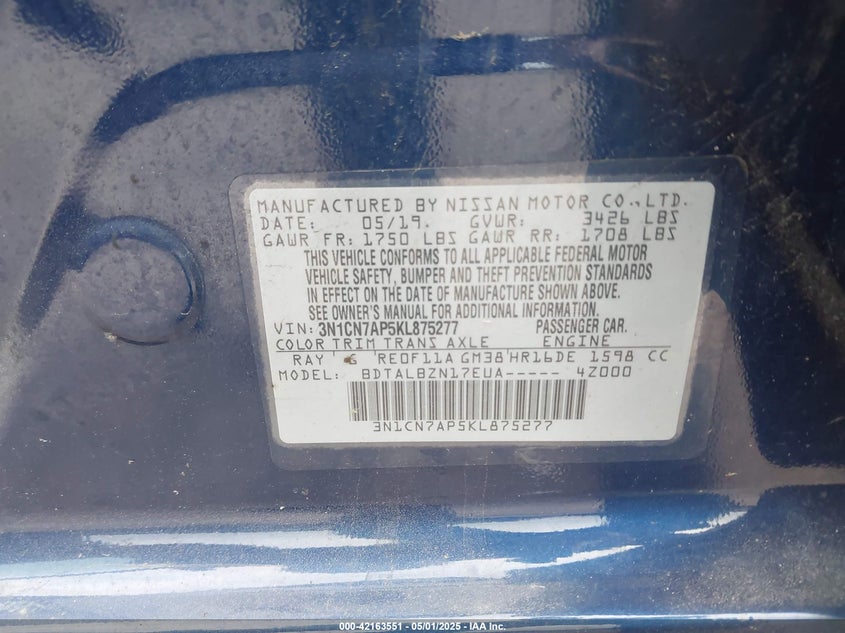 MANUFACTURED BY NISSAN MOTOR CO.,LTD.
DATE: 05/19. GVWR: 3426 LBS
GAWR FR: 1750 LBS GAWR RR: 1708 LBS
THIS VEHICLE CONFORMS TO ALL APPLICABLE FEDERAL MOTOR
VEHICLE SAFETY, BUMPER AND THEFT PREVENTION STANDARDS
IN EFFECT ON THE DATE OF MANUFACTURE SHOWN ABOVE.
SEE OWNER'S MANUAL FOR ADDITIONAL INFORMATION.
VIN: 3N1CN7AP5KL875277 PASSENGER CAR.
COLOR TRIM TRANS AXLE ENGINE
RAY G RE0F11A GM38 HR16DE 1598 CC
MODEL: BDTALBZN17EUA----- 4Z000
3N1CN7AP5KL875277
000-42163551 - 05/01/2025 - IAA Inc.